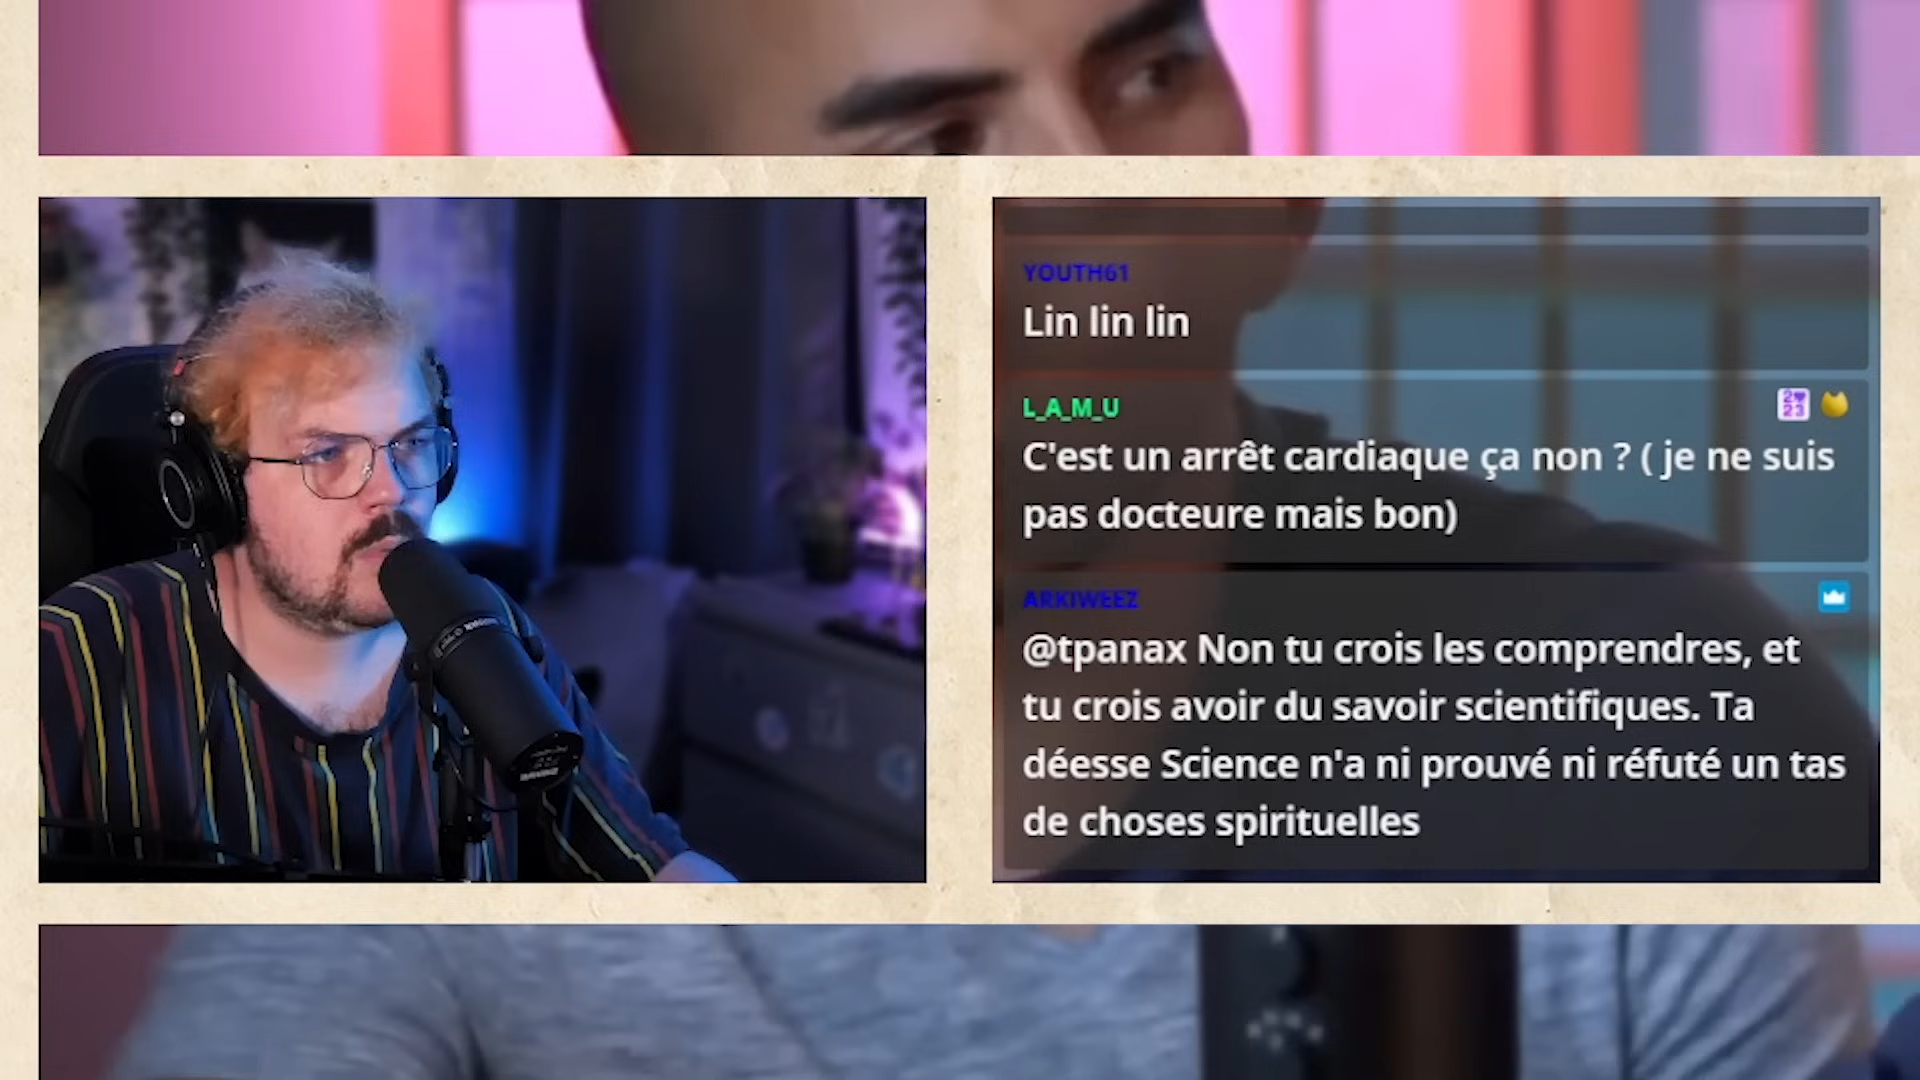 YOUTH61
Lin lin lin
L_A_M_U
C'est un arrêt cardiaque ça non ? ( je ne suis
pas docteure mais bon)
ARKIWEEZ
@tpanax Non tu crois les comprendres, et
tu crois avoir du savoir scientifiques. Ta
déesse Science n'a ni prouvé ni réfuté un tas
de choses spirituelles